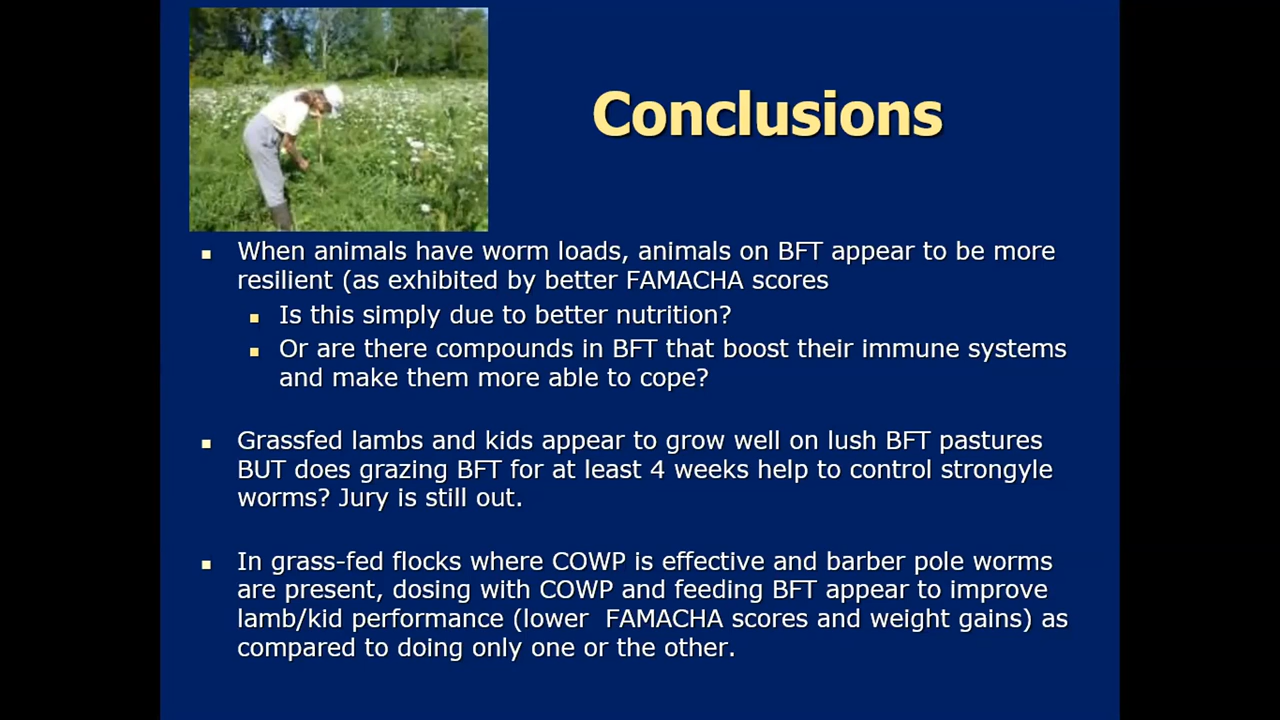 Conclusions
When animals have worm loads, animals on BFT appear to be more
resilient (as exhibited by better FAMACHA scores
Is this simply due to better nutrition?
Or are there compounds in BFT that boost their immune systems
and make them more able to cope?
Grassfed lambs and kids appear to grow well on lush BFT pastures
BUT does grazing BFT for at least 4 weeks help to control strongyle
worms? Jury is still out.
In grass-fed flocks where COWP is effective and barber pole worms
are present, dosing with COWP and feeding BFT appear to improve
lamb/kid performance (lower  FAMACHA scores and weight gains) as
compared to doing only one or the other.